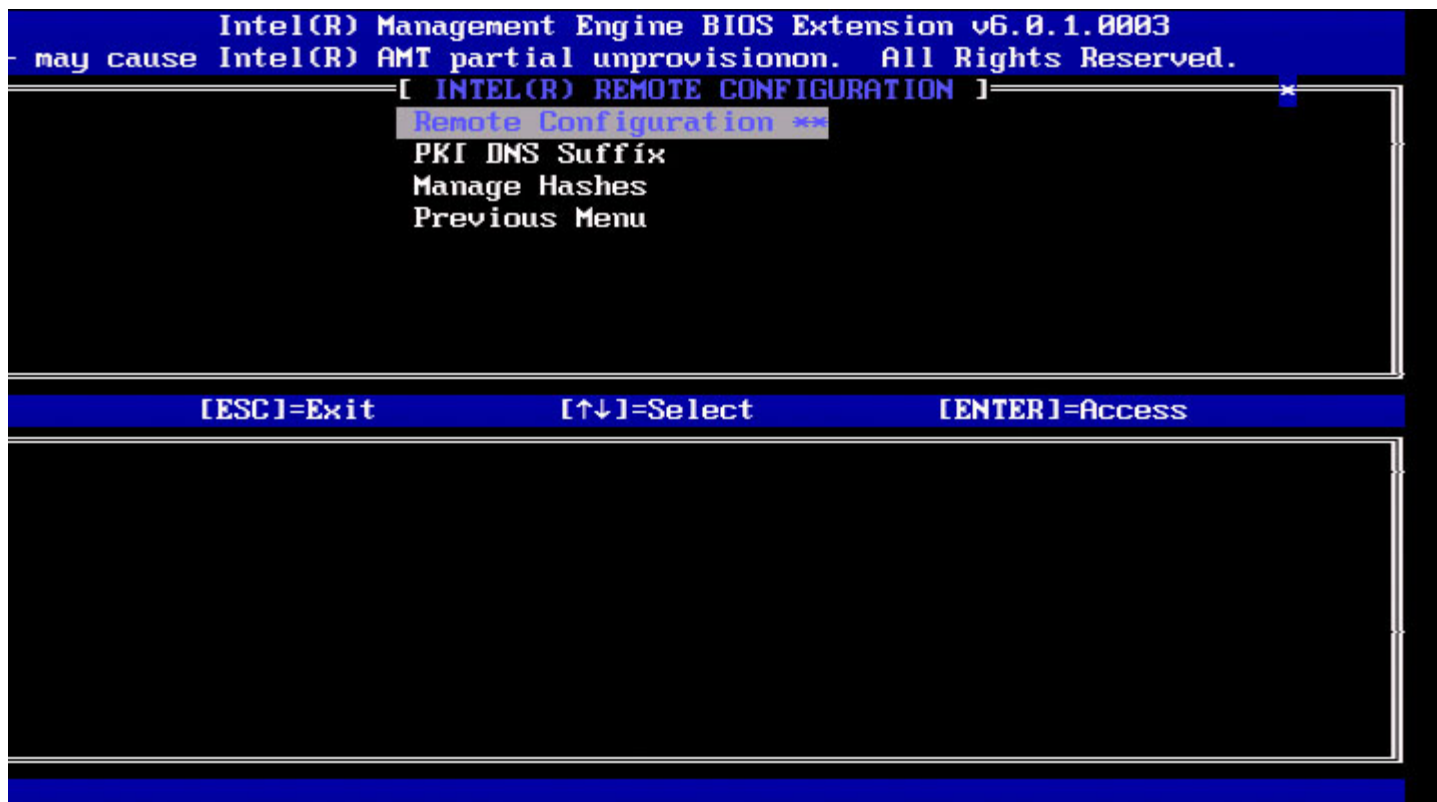 Intel(R) Management Engine BIOS Extension v6.0.1.0003
- may cause Intel(R) AMT partial unprovisionon. All Rights Reserved.
[ INTEL(R) REMOTE CONFIGURATION ]
*
Remote Configuration **
PKI DNS Suffix
Manage Hashes
Previous Menu
[ESC]=Exit [↑↓]=Select [ENTER]=Access